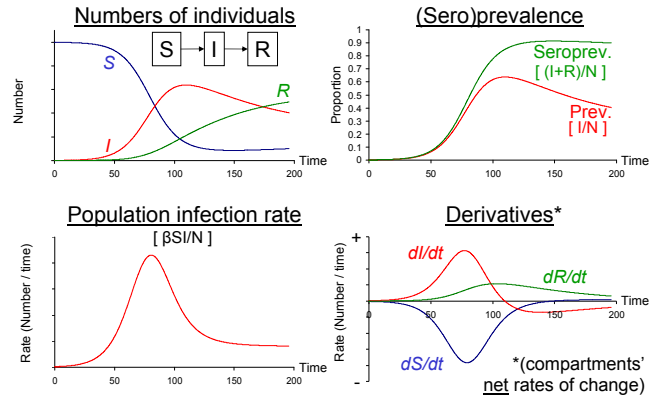 Numbers of individuals
S I R
S
I
R
Number
0 50 100 150 200
Time
(Sero)prevalence
1
0.9
0.8
0.7
0.6
0.5
0.4
0.3
0.2
0.1
0
Proportion
Seroprev.
[ (I+R)/N ]
Prev.
[ I/N ]
0 50 100 150 200
Time
Population infection rate
[ βSI/N ]
Rate (Number / time)
0 50 100 150 200
Time
Derivatives*
+
-
Rate (Number / time)
dI/dt
dR/dt
dS/dt
0 50 100 150 200
Time
*(compartments'
net rates of change)